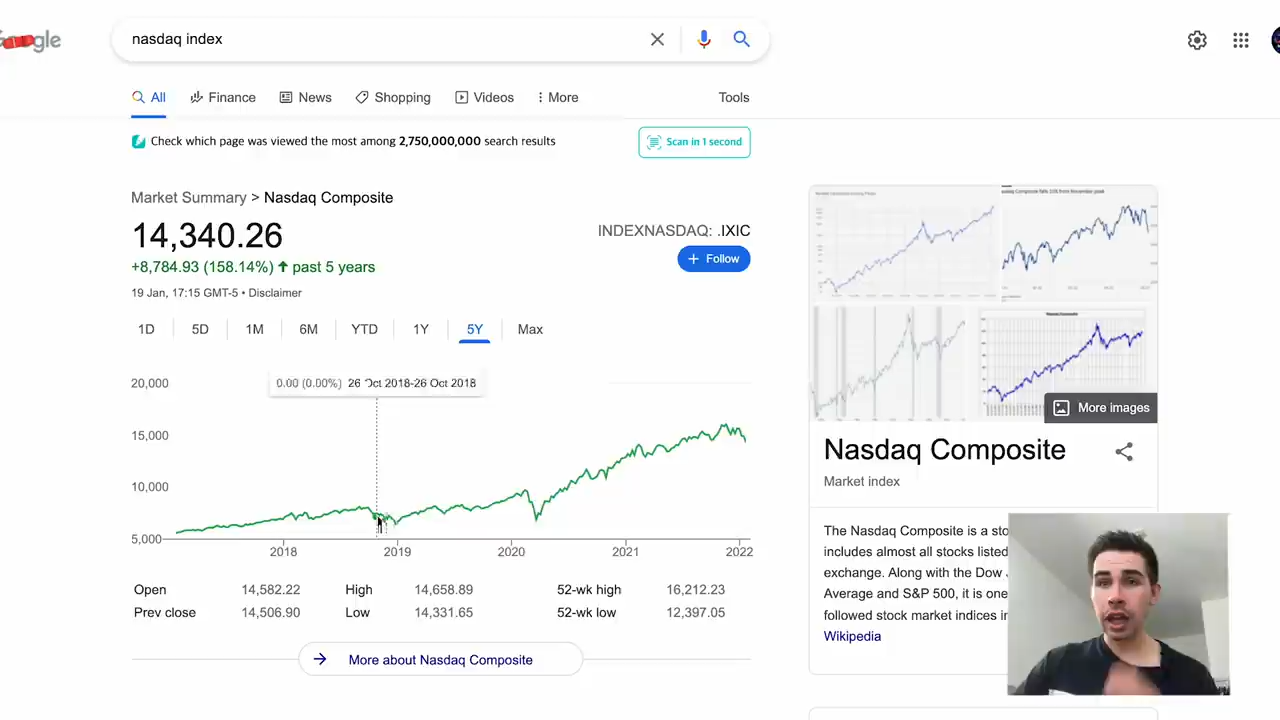 gle
nasdaq index
All
Finance
News
Shopping
Videos
More
Tools
Check which page was viewed the most among 2,750,000,000 search results
Scan in 1 second
Market Summary > Nasdaq Composite
14,340.26
INDEXNASDAQ: .IXIC
+8,784.93 (158.14%) past 5 years
Follow
19 Jan, 17:15 GMT-5 • Disclaimer
1D 5D 1M 6M YTD 1Y 5Y Max
0.00 (0.00%) 26 Oct 2018-26 Oct 2018
20,000
15,000
10,000
5,000
2018 2019 2020 2021 2022
Open 14,582.22 High 14,658.89 52-wk high 16,212.23
Prev close 14,506.90 Low 14,331.65 52-wk low 12,397.05
More about Nasdaq Composite
More images
Nasdaq Composite
Market index
The Nasdaq Composite is a sto
includes almost all stocks listed
exchange. Along with the Dow
Average and S&P 500, it is one
followed stock market indices in
Wikipedia